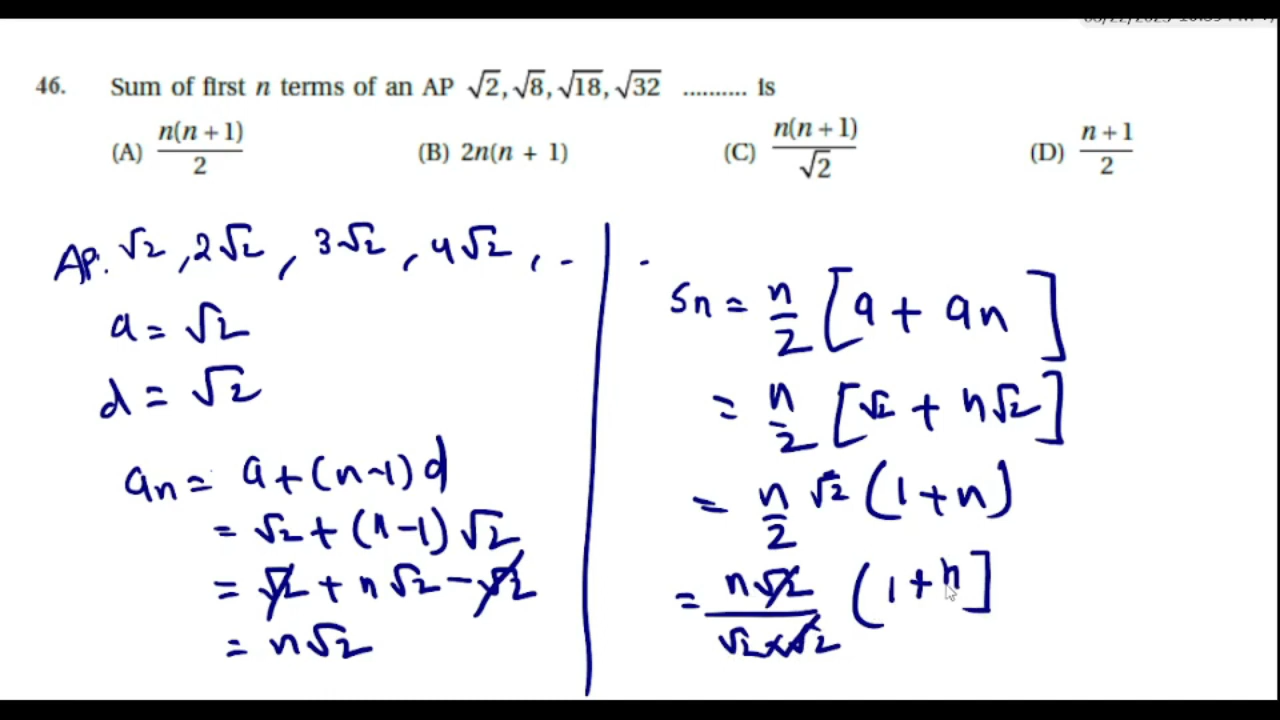 46. Sum of first n terms of an AP √2, √8, √18, √32 .......... is
(A) n(n + 1)/2 (B) 2n(n + 1) (C) n(n + 1)/√2 (D) n + 1/2
AP. √2 , 2√2 , 3√2 , 4√2 , . .
a = √2
d = √2
an = a + (n-1) d
= √2 + (n-1) √2
= √2 + n√2 - √2
= n√2
Sn = n/2 [a + an]
= n/2 [√2 + n√2]
= n/2 √2 (1+n)
= n√2/√2×√2 (1+n]